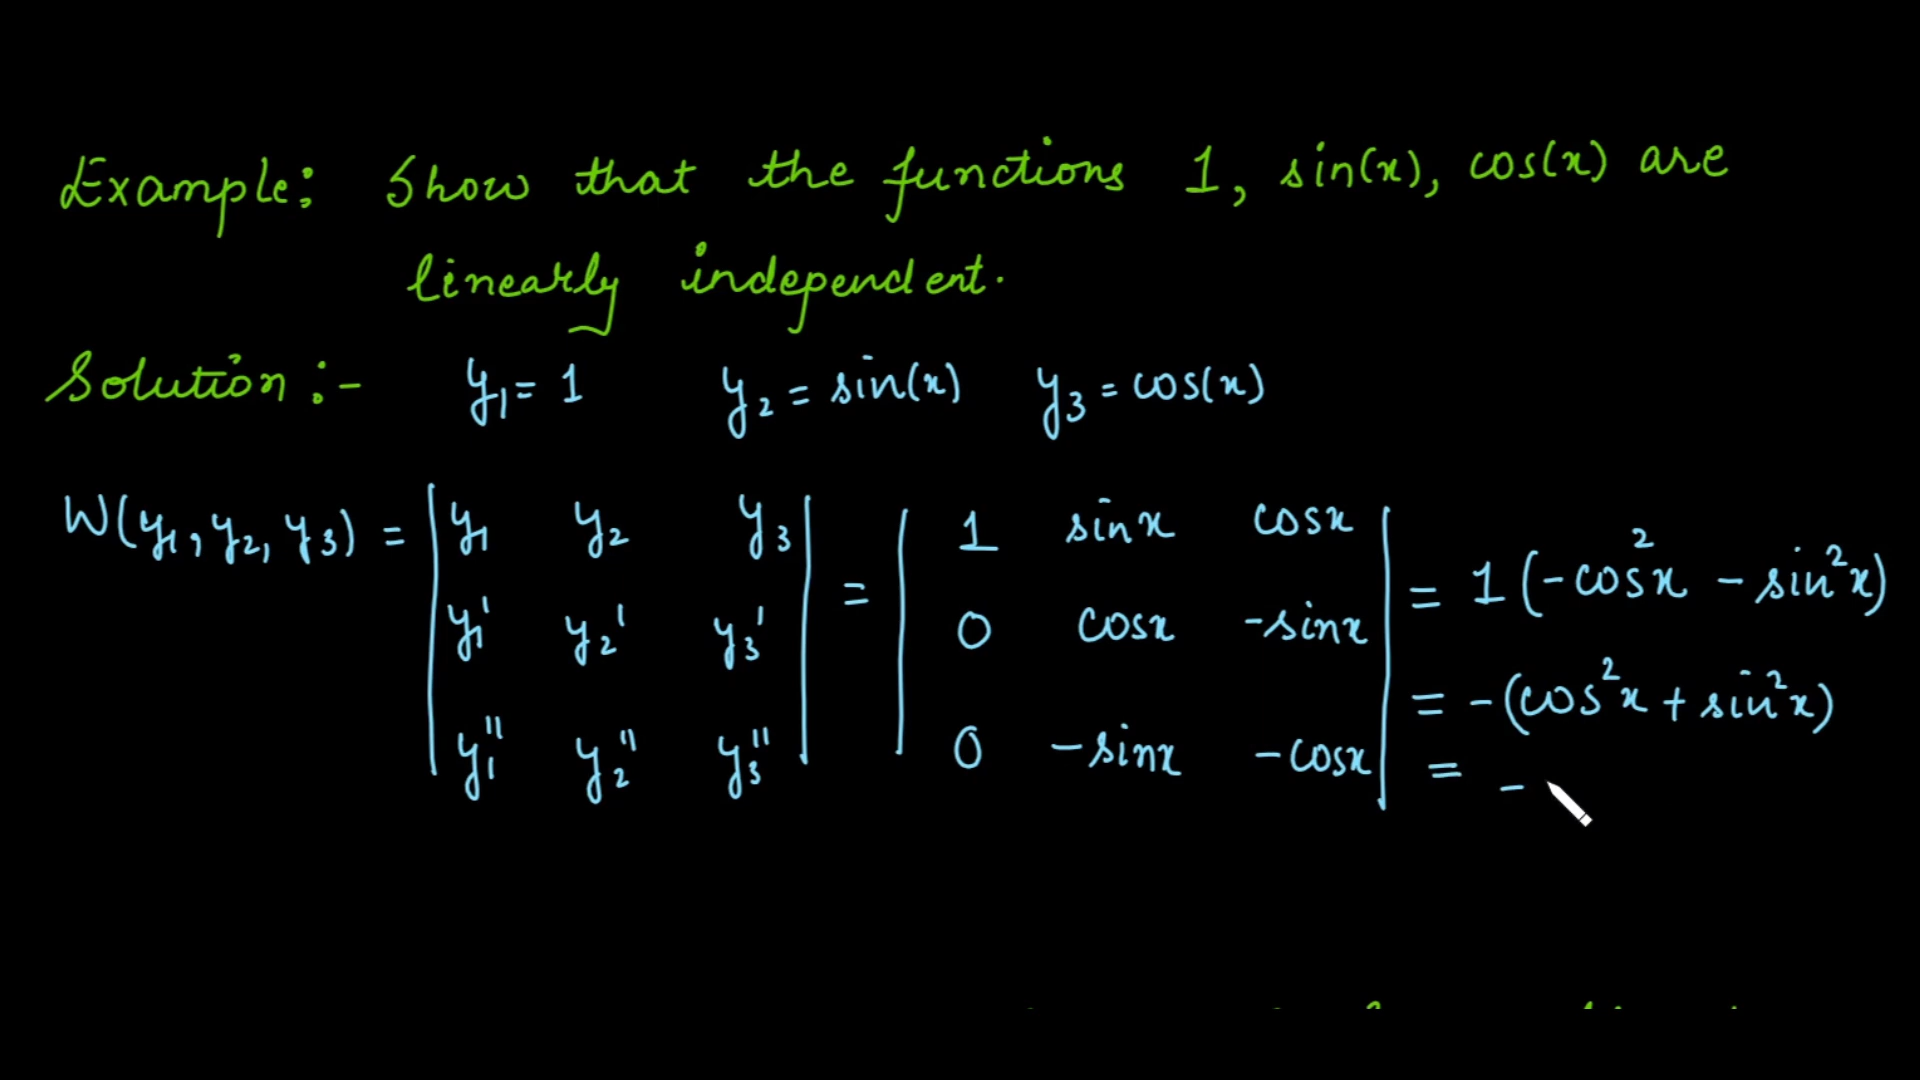 Example: Show that the functions 1, sin(x), cos(x) are
linearly independent.
Solution :- y₁ = 1 y₂ = sin(x) y₃ = cos(x)
W(y₁, y₂, y₃) = | y₁ y₂ y₃ | = | 1 sinx cosx | = 1 (-cos²x - sin²x)
| y₁' y₂' y₃' | | 0 cosx -sinx | = -(cos²x + sin²x)
| y₁'' y₂'' y₃'' | | 0 -sinx -cosx | = -